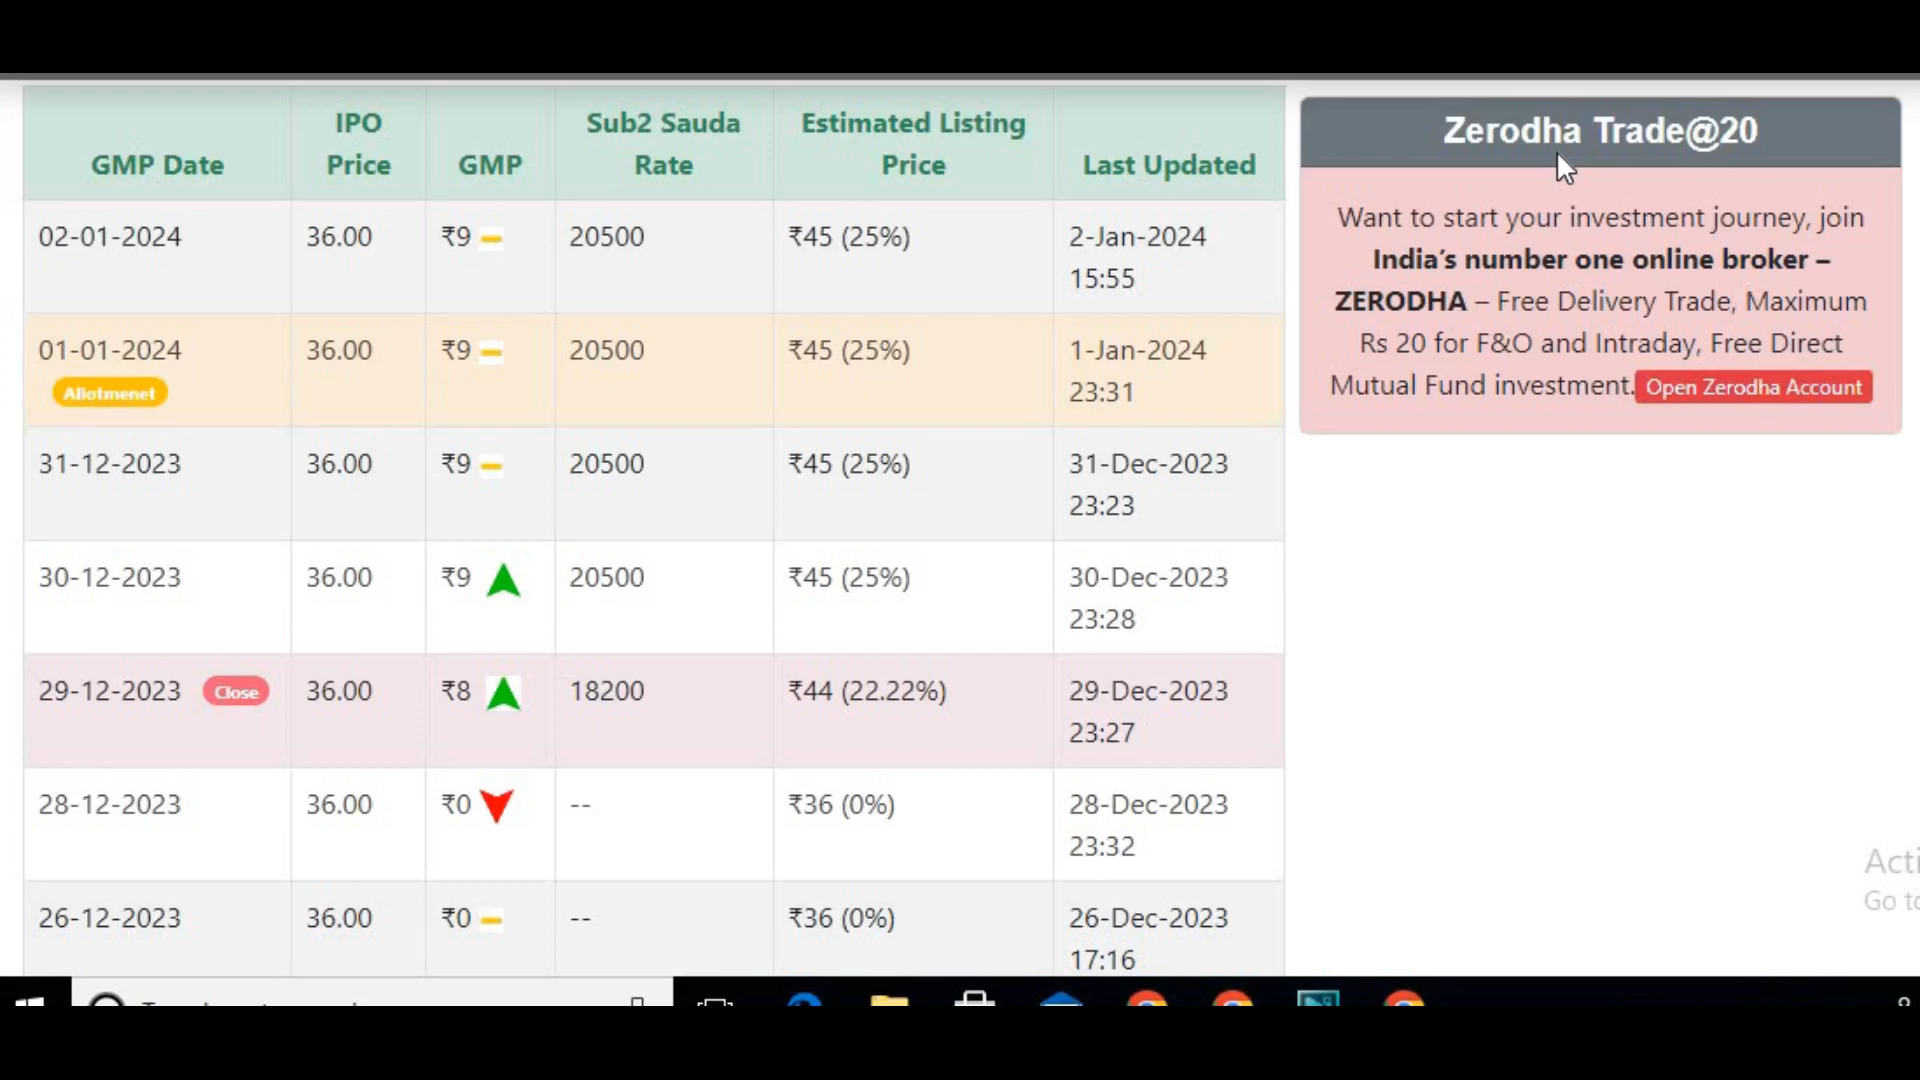 GMP Date
IPO
Price
GMP
Sub2 Sauda
Rate
Estimated Listing
Price
Last Updated
02-01-2024 36.00 ₹9 20500 ₹45 (25%) 2-Jan-2024
15:55
01-01-2024 36.00 ₹9 20500 ₹45 (25%) 1-Jan-2024
Allotmenet 23:31
31-12-2023 36.00 ₹9 20500 ₹45 (25%) 31-Dec-2023
23:23
30-12-2023 36.00 ₹9 20500 ₹45 (25%) 30-Dec-2023
23:28
29-12-2023 Close 36.00 ₹8 18200 ₹44 (22.22%) 29-Dec-2023
23:27
28-12-2023 36.00 ₹0 -- ₹36 (0%) 28-Dec-2023
23:32
26-12-2023 36.00 ₹0 -- ₹36 (0%) 26-Dec-2023
17:16
Zerodha Trade@20
Want to start your investment journey, join
India’s number one online broker –
ZERODHA – Free Delivery Trade, Maximum
Rs 20 for F&O and Intraday, Free Direct
Mutual Fund investment. Open Zerodha Account
Go